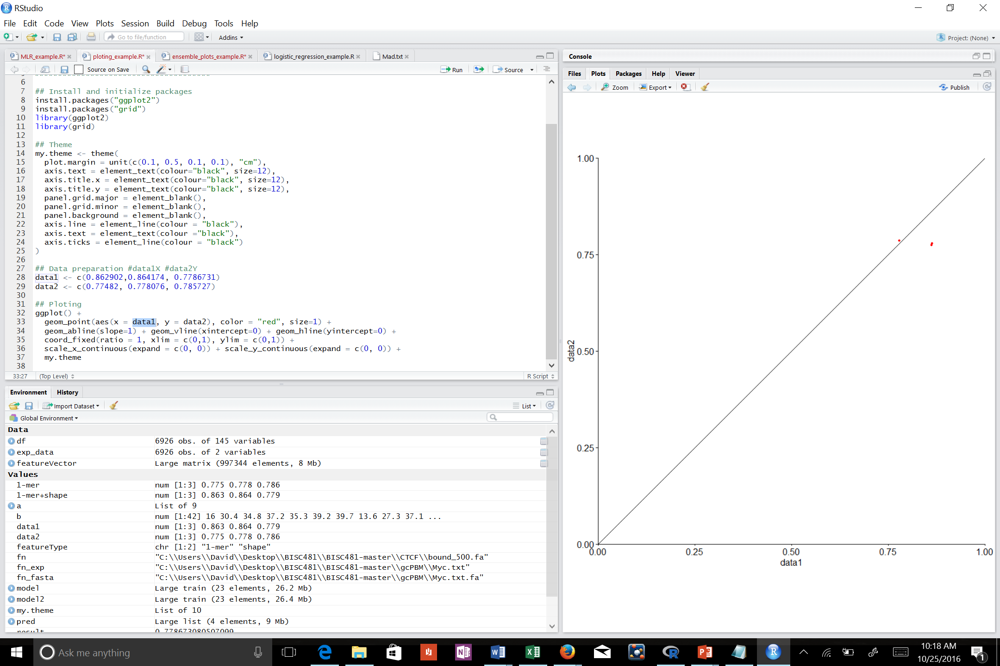 RStudio
File Edit Code View Plots Session Build Debug Tools Help
Go to file/function Addins Project: (None)
MLR_example.R* ploting_example.R* ensemble_plots_example.R* logistic_regression_example.R Mad.txt
Source on Save Run Source
6
7 ## Install and initialize packages
8 install.packages("ggplot2")
9 install.packages("grid")
10 library(ggplot2)
11 library(grid)
12
13 ## Theme
14 my.theme <- theme(
15 plot.margin = unit(c(0.1, 0.5, 0.1, 0.1), "cm"),
16 axis.text = element_text(colour="black", size=12),
17 axis.title.x = element_text(colour="black", size=12),
18 axis.title.y = element_text(colour="black", size=12),
19 panel.grid.major = element_blank(),
20 panel.grid.minor = element_blank(),
21 panel.background = element_blank(),
22 axis.line = element_line(colour = "black"),
23 axis.text = element_text(colour ="black"),
24 axis.ticks = element_line(colour = "black")
25 )
26
27 ## Data preparation #data1X #data2Y
28 data1 <- c(0.862902,0.864174, 0.7786731)
29 data2 <- c(0.77482, 0.778076, 0.785727)
30
31 ## Ploting
32 ggplot() +
33 geom_point(aes(x = data1, y = data2), color = "red", size=1) +
34 geom_abline(slope=1) + geom_vline(xintercept=0) + geom_hline(yintercept=0) +
35 coord_fixed(ratio = 1, xlim = c(0,1), ylim = c(0,1)) +
36 scale_x_continuous(expand = c(0, 0)) + scale_y_continuous(expand = c(0, 0)) +
37 my.theme
38
33:27 (Top Level) R Script
Environment History
Import Dataset List
Global Environment
Data
df 6926 obs. of 145 variables
exp_data 6926 obs. of 2 variables
featureVector Large matrix (997344 elements, 8 Mb)
Values
1-mer num [1:3] 0.775 0.778 0.786
1-mer+shape num [1:3] 0.863 0.864 0.779
a List of 9
b num [1:42] 16 30.4 34.8 37.2 35.3 39.2 39.7 13.6 27.3 37.1 ...
data1 num [1:3] 0.863 0.864 0.779
data2 num [1:3] 0.775 0.778 0.786
featureType chr [1:2] "1-mer" "shape"
fn "C:\\Users\\David\\Desktop\\BISC481\\BISC481-master\\CTCF\\bound_500.fa"
fn_exp "C:\\Users\\David\\Desktop\\BISC481\\BISC481-master\\gcPBM\\Myc.txt"
fn_fasta "C:\\Users\\David\\Desktop\\BISC481\\BISC481-master\\gcPBM\\Myc.txt.fa"
model Large train (23 elements, 26.2 Mb)
model2 Large train (23 elements, 26.4 Mb)
my.theme List of 10
pred Large list (4 elements, 9 Mb)
result 0.778673080507099
Console
Files Plots Packages Help Viewer
Zoom Export Publish
1.00
0.75
0.50
0.25
0.00
data2
0.00 0.25 0.50 0.75 1.00
data1
Ask me anything
10:18 AM
10/25/2016
1